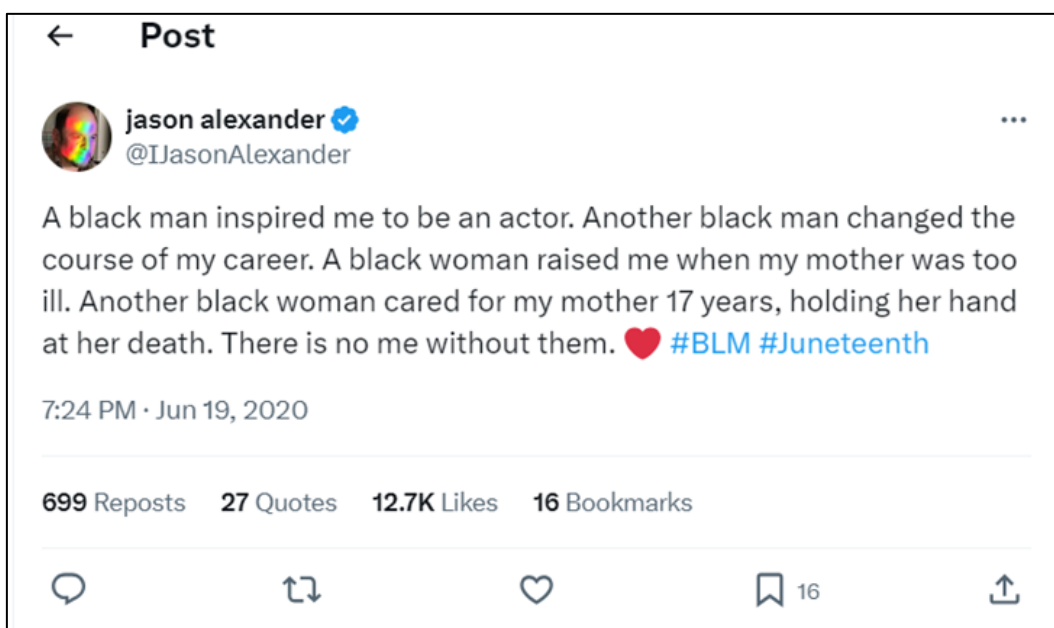 Post
jason alexander
@IJasonAlexander
A black man inspired me to be an actor. Another black man changed the
course of my career. A black woman raised me when my mother was too
ill. Another black woman cared for my mother 17 years, holding her hand
at her death. There is no me without them. ❤️ #BLM #Juneteenth
7:24 PM · Jun 19, 2020
699 Reposts 27 Quotes 12.7K Likes 16 Bookmarks
16